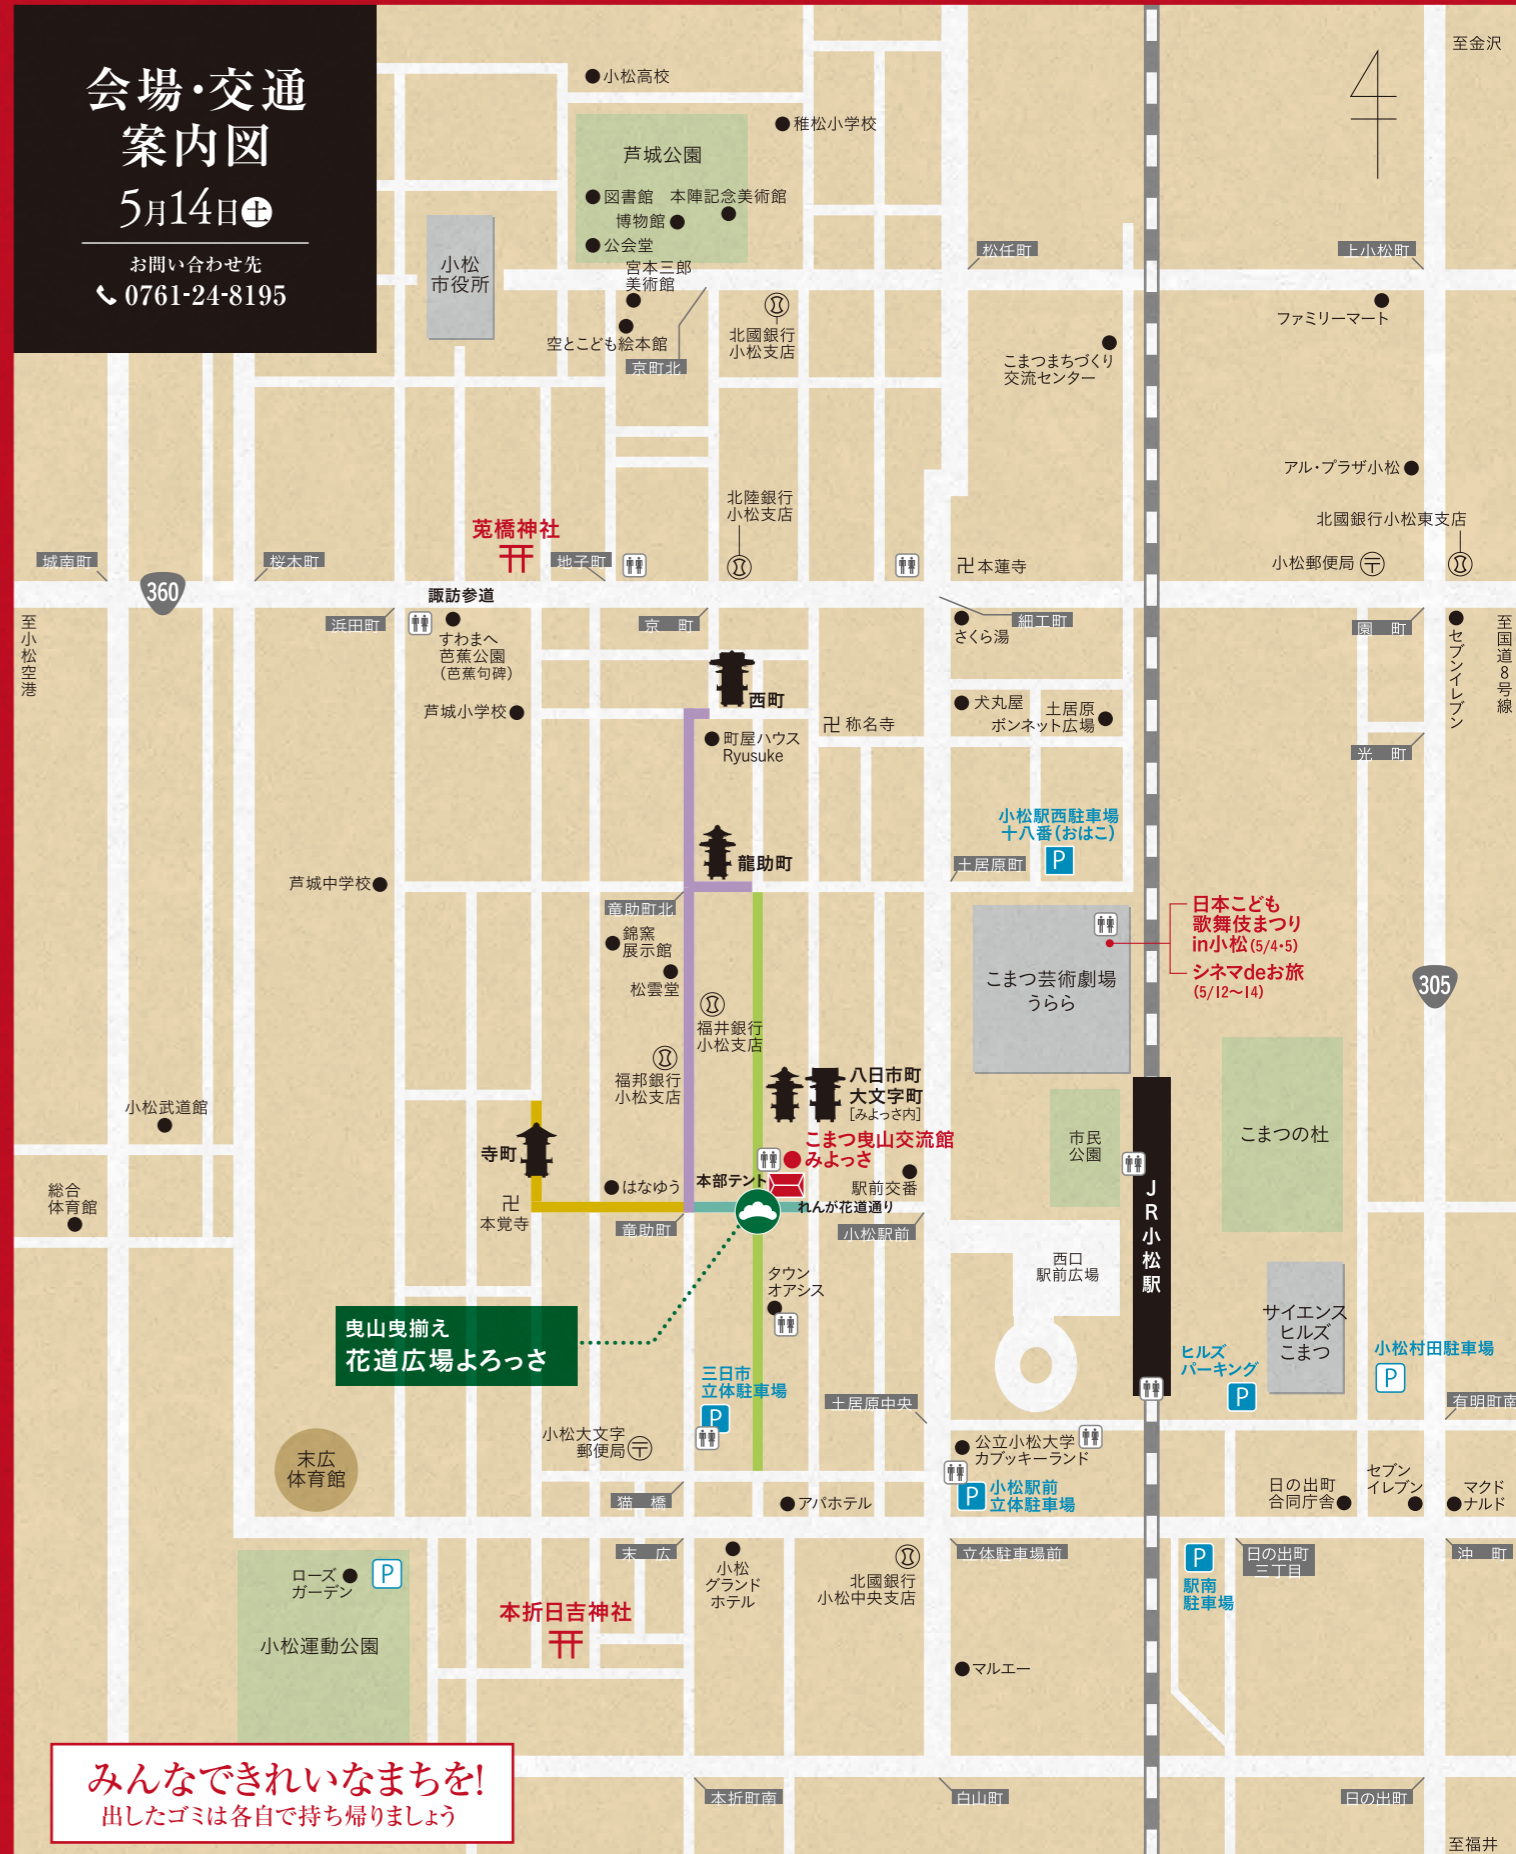 会場・交通
案内図
5月14日土
お問い合わせ先
0761-24-8195
至金沢
小松高校
稚松小学校
芦城公園
図書館
本陣記念美術館
博物館
公会堂
小松
市役所
宮本三郎
美術館
空とこども絵本館
京町北
北國銀行
小松支店
松任町
上小松町
ファミリーマート
こまつまちづくり
交流センター
アル・プラザ小松
北國銀行小松東支店
小松郵便局
北陸銀行
小松支店
莵橋神社
城南町
桜木町
地子町
本蓮寺
360
諏訪参道
浜田町
京 町
細工町
園 町
至小松空港
すわまへ
芭蕉公園
（芭蕉句碑）
さくら湯
セブンイレブン
至国道8号線
西町
芦城小学校
称名寺
犬丸屋
土居原
ボンネット広場
町屋ハウス
Ryusuke
光 町
小松駅西駐車場
十八番（おはこ）
P
龍助町
土居原町
芦城中学校
竜助町北
錦窯
展示館
松雲堂
日本こども
歌舞伎まつり
in小松（5/4・5）
シネマdeお旅
（5/12〜14）
こまつ芸術劇場
うらら
305
福井銀行
小松支店
福邦銀行
小松支店
八日市町
大文字町
［みよっさ内］
小松武道館
こまつ曳山交流館
みよっさ
市民
公園
こまつの杜
寺町
はなゆう
本部テント
駅前交番
れんが花道通り
総合
体育館
本覚寺
竜助町
小松駅前
JR小松駅
西口
駅前広場
タウン
オアシス
曳山曳揃え
花道広場よろっさ
サイエンス
ヒルズ
こまつ
ヒルズ
パーキング
P
小松村田駐車場
P
三日市
立体駐車場
P
土居原中央
有明町南
小松大文字
郵便局
公立小松大学
カブッキーランド
末広
体育館
猫 橋
アパホテル
P
小松駅前
立体駐車場
日の出町
合同庁舎
セブン
イレブン
マクド
ナルド
末 広
立体駐車場前
P
駅南
駐車場
日の出町
三丁目
沖 町
ローズ
ガーデン
P
小松
グランド
ホテル
北國銀行
小松中央支店
本折日吉神社
小松運動公園
マルエー
みんなできれいなまちを！
出したゴミは各自で持ち帰りましょう
本折町南
白山町
日の出町
至福井